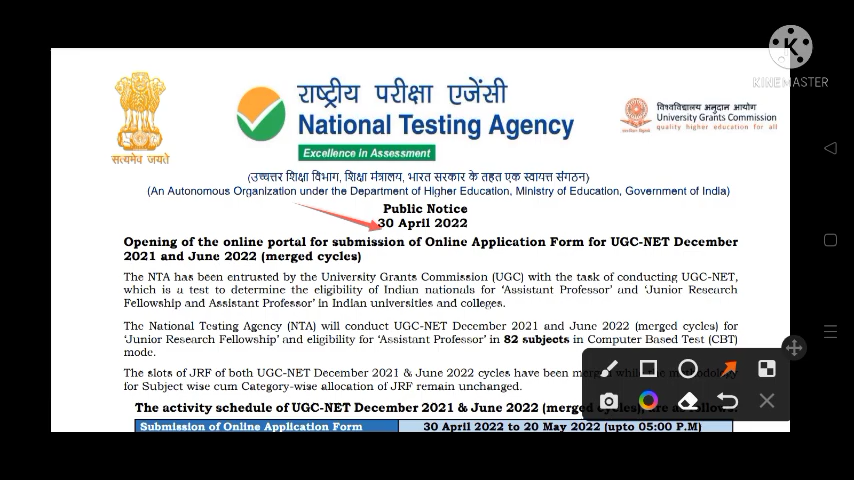 K
KINEMASTER
राष्ट्रीय परीक्षा एजेंसी
National Testing Agency
Excellence in Assessment
सत्यमेव जयते
विश्वविद्यालय अनुदान आयोग
University Grants Commission
quality higher education for all
(उच्चतर शिक्षा विभाग, शिक्षा मंत्रालय, भारत सरकार के तहत एक स्वायत्त संगठन)
(An Autonomous Organization under the Department of Higher Education, Ministry of Education, Government of India)
Public Notice
30 April 2022
Opening of the online portal for submission of Online Application Form for UGC-NET December
2021 and June 2022 (merged cycles)
The NTA has been entrusted by the University Grants Commission (UGC) with the task of conducting UGC-NET,
which is a test to determine the eligibility of Indian nationals for 'Assistant Professor' and 'Junior Research
Fellowship and Assistant Professor' in Indian universities and colleges.
The National Testing Agency (NTA) will conduct UGC-NET December 2021 and June 2022 (merged cycles) for
'Junior Research Fellowship' and eligibility for 'Assistant Professor' in 82 subjects in Computer Based Test (CBT)
mode.
The slots of JRF of both UGC-NET December 2021 & June 2022 cycles have been merged while the methodology for
for Subject wise cum Category-wise allocation of JRF remain unchanged.
The activity schedule of UGC-NET December 2021 & June 2022 (merged cycles), are as follows:
Submission of Online Application Form 30 April 2022 to 20 May 2022 (upto 05:00 P.M)